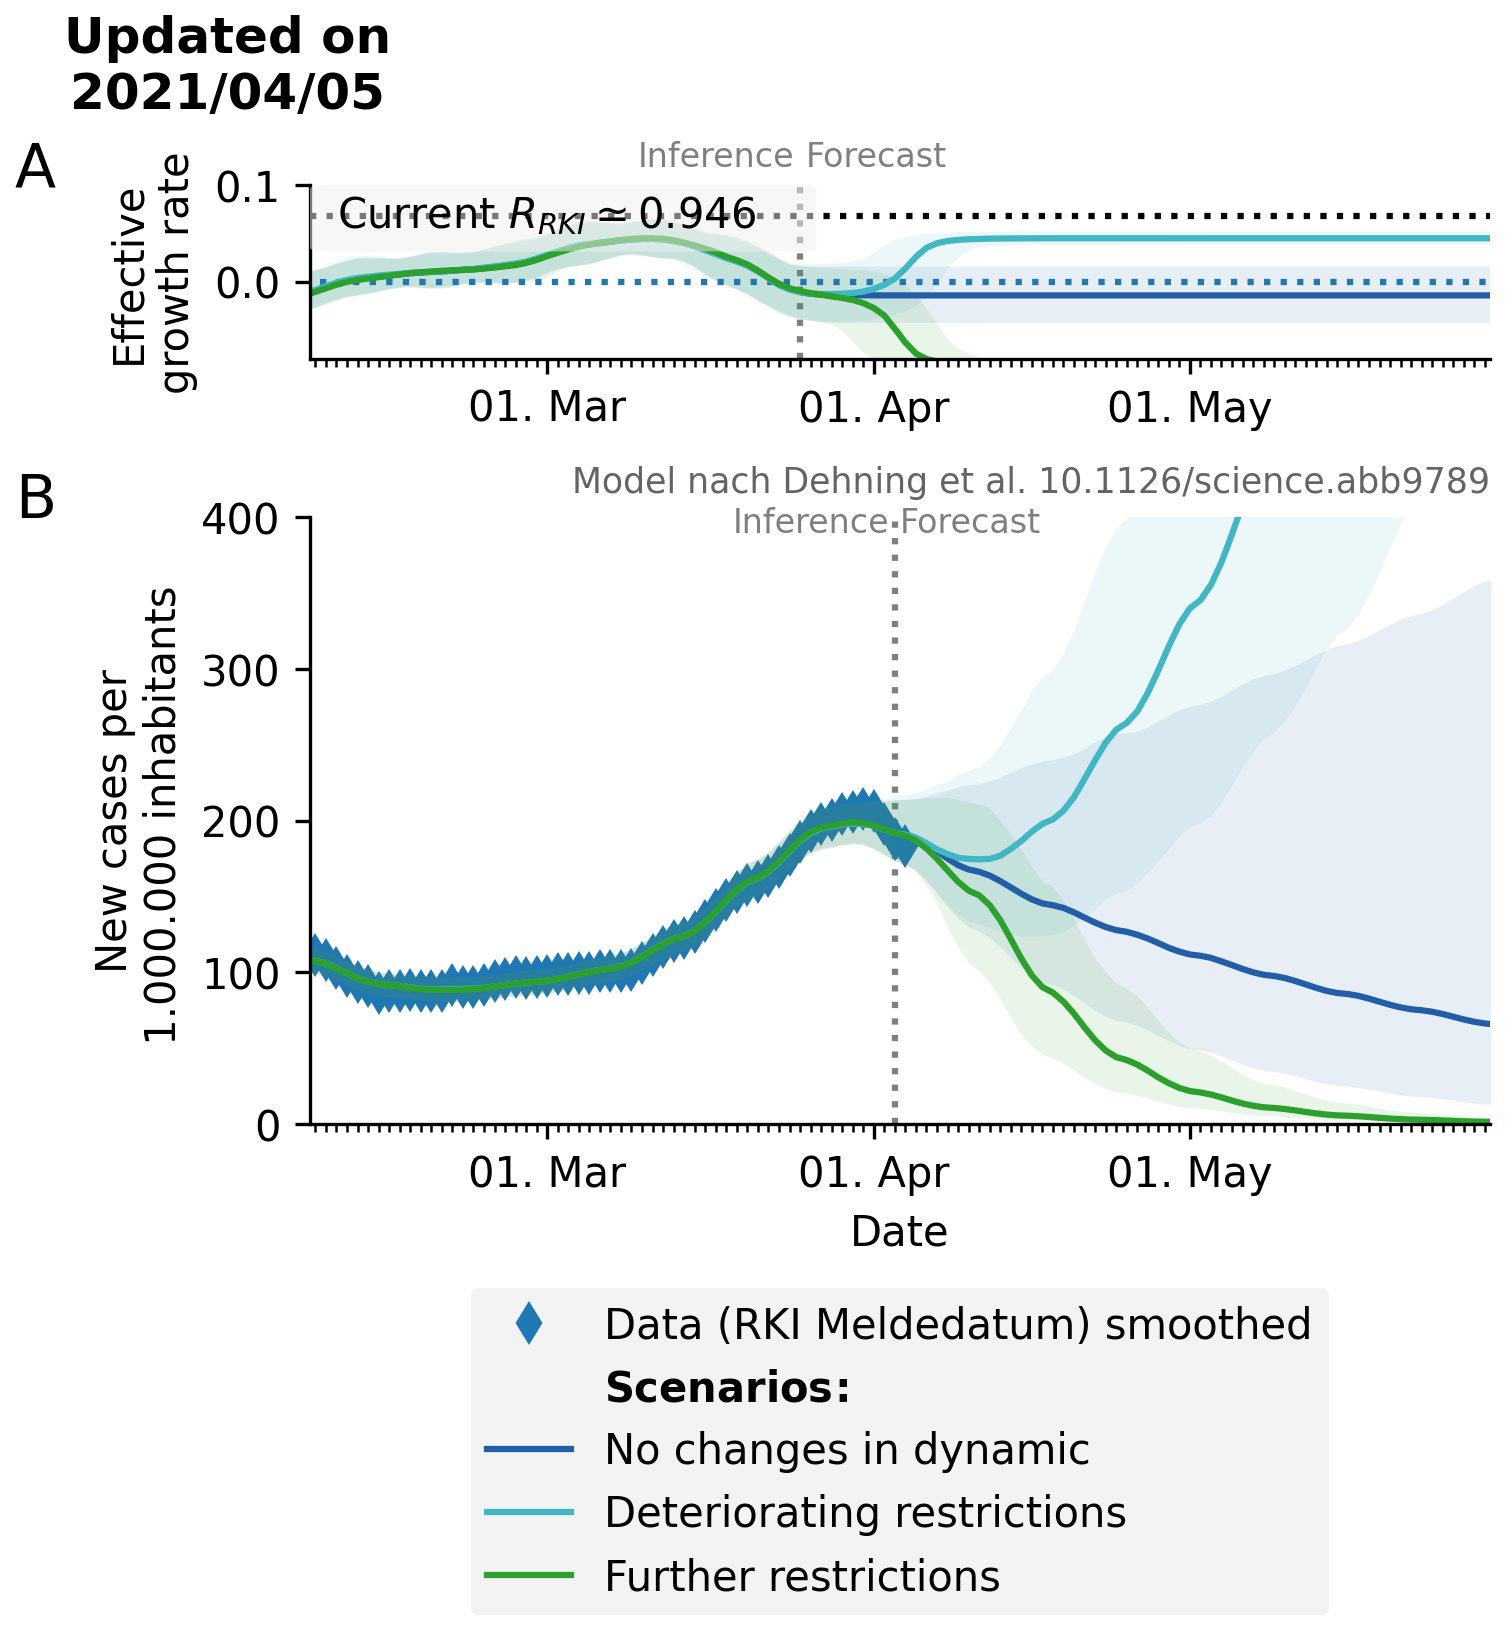 Updated on
2021/04/05
A
Inference Forecast
Effective
growth rate
0.1
0.0
Current R_RKI ≃ 0.946
01. Mar 01. Apr 01. May
B
Model nach Dehning et al. 10.1126/science.abb9789
Inference Forecast
New cases per
1.000.000 inhabitants
400
300
200
100
0
01. Mar 01. Apr 01. May
Date
Data (RKI Meldedatum) smoothed
Scenarios:
No changes in dynamic
Deteriorating restrictions
Further restrictions